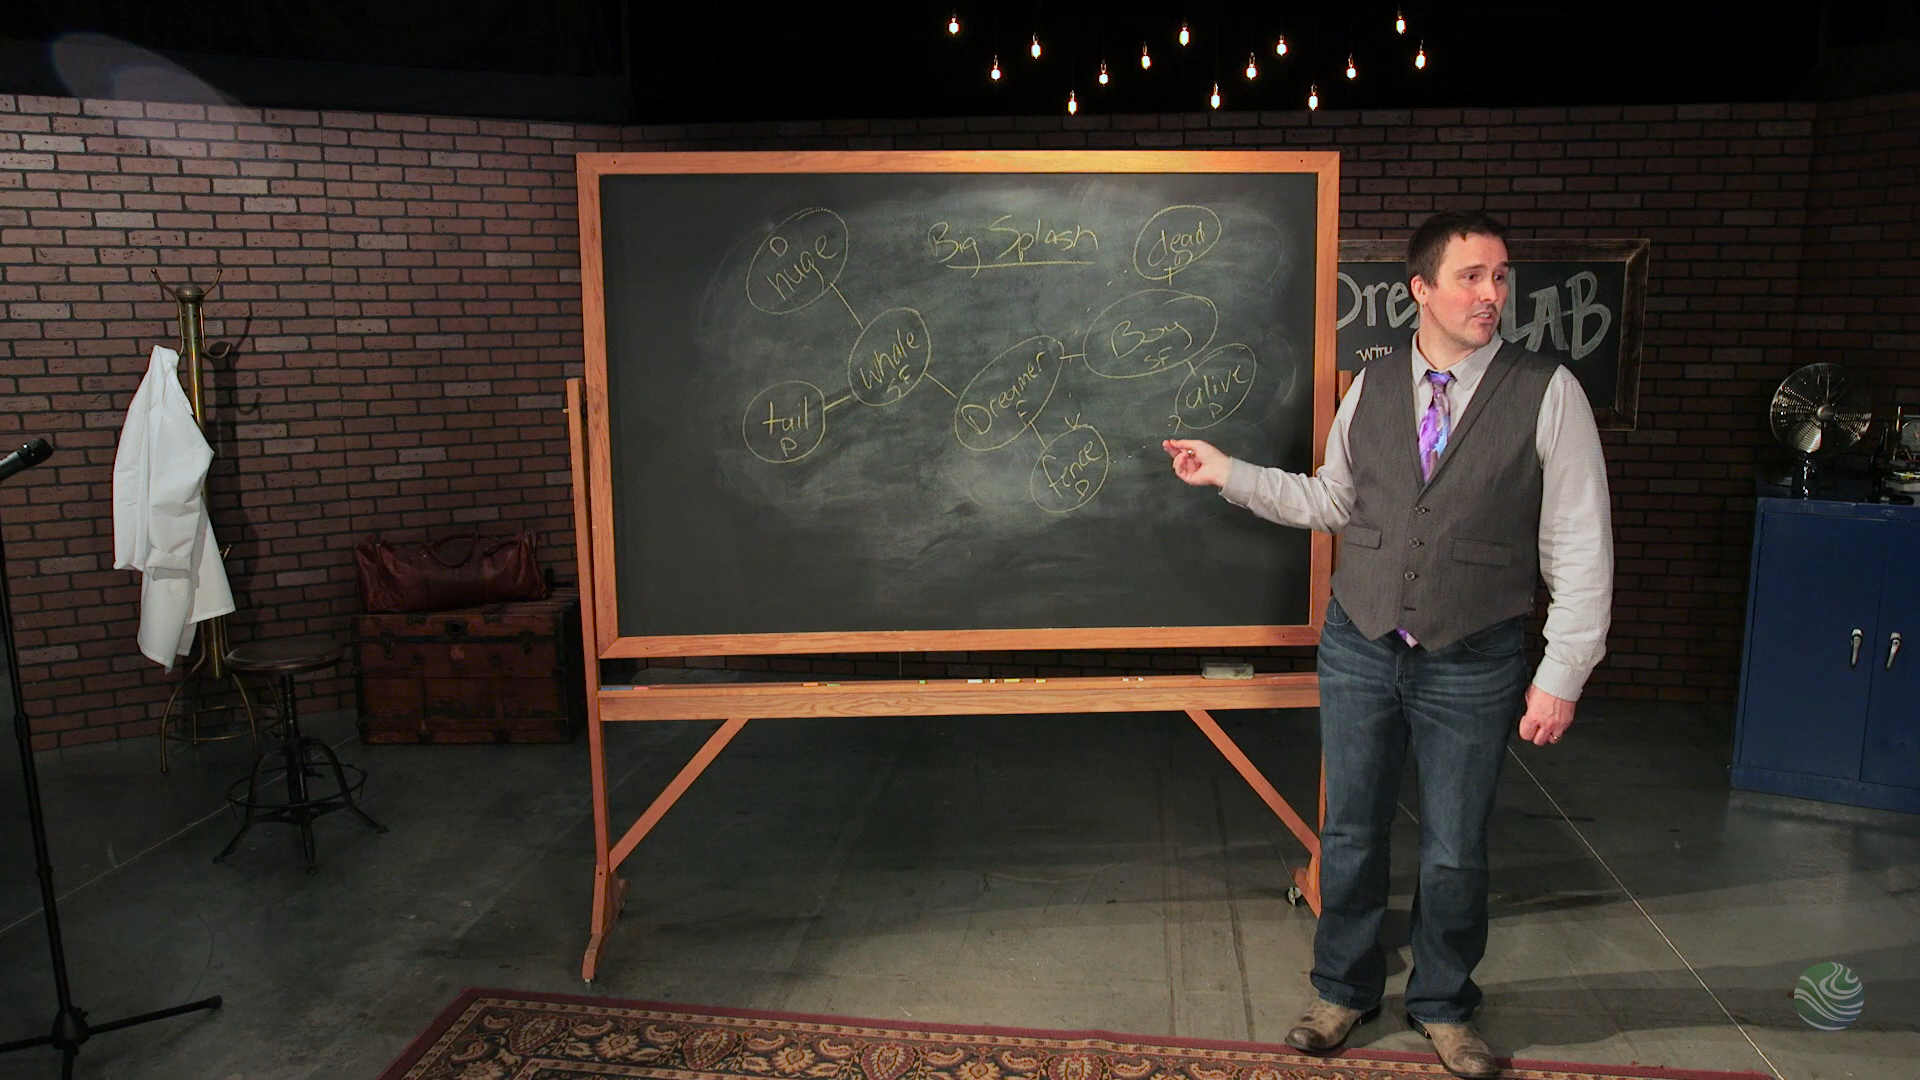 Big Splash
D
huge
whale
SF
tail
D
Dreamer
F
Boy
SF
dead
D
alive
D
fence
D
Dre LAB
WITH